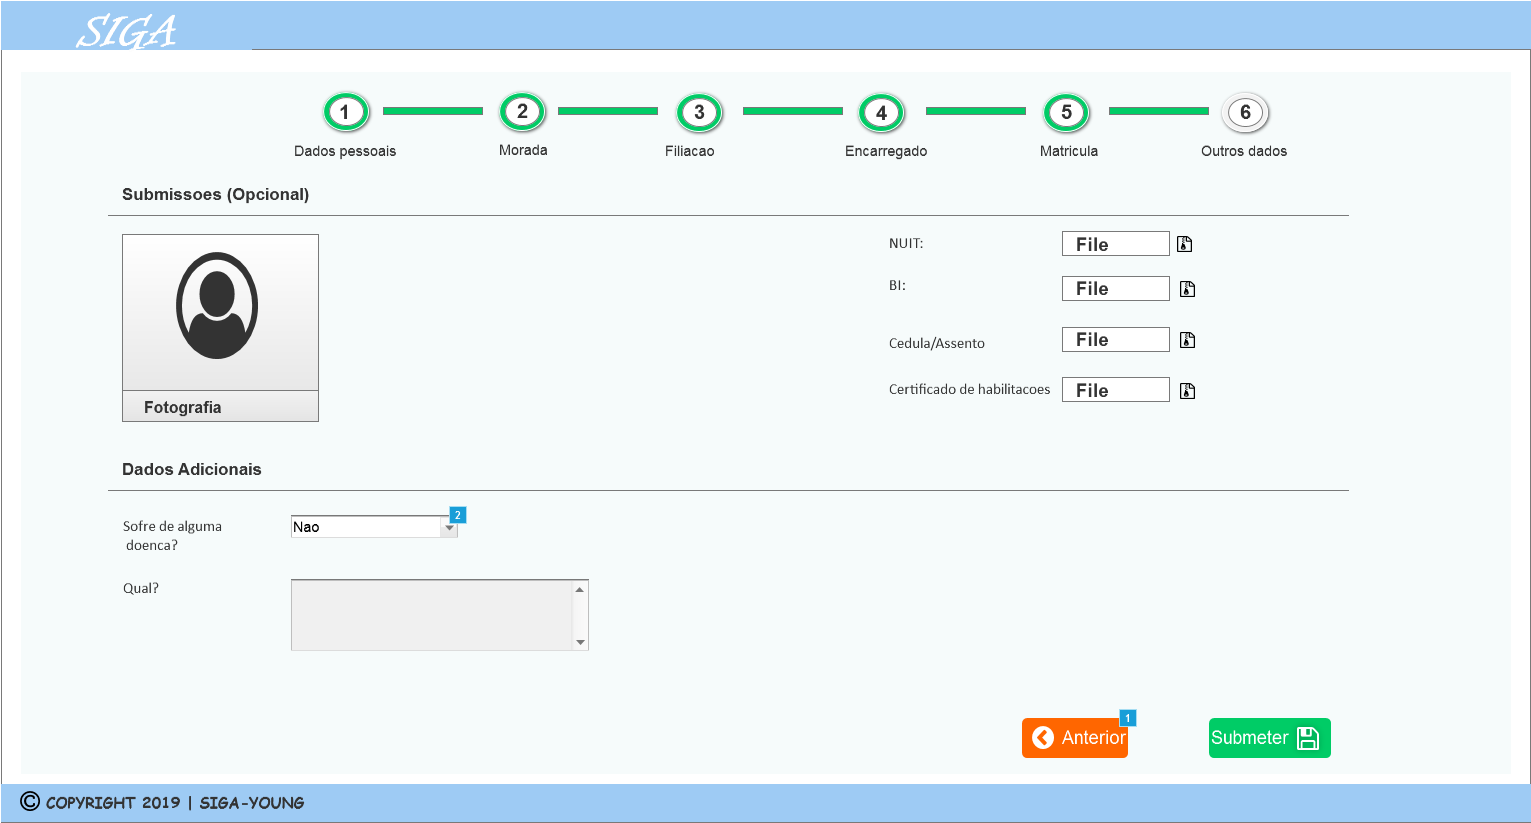 SIGA
1
2
3
4
5
6
Dados pessoais
Morada
Filiacao
Encarregado
Matricula
Outros dados
Submissoes (Opcional)
NUIT:
File
BI:
File
Cedula/Assento
File
Certificado de habilitacoes
File
Fotografia
Dados Adicionais
Sofre de alguma
doenca?
Nao
2
Qual?
1
Anterior
Submeter
© COPYRIGHT 2019 | SIGA-YOUNG